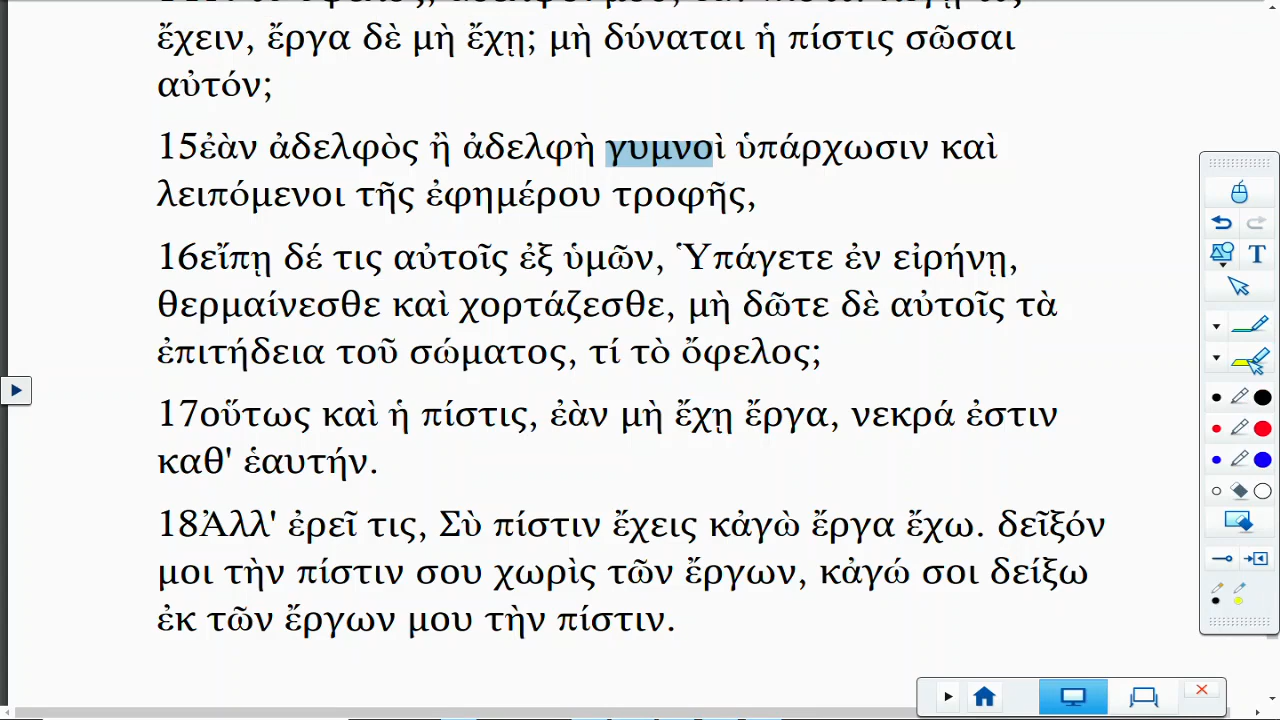 ἔχειν, ἔργα δὲ μὴ ἔχῃ; μὴ δύναται ἡ πίστις σῶσαι
αὐτόν;
15ἐὰν ἀδελφὸς ἢ ἀδελφὴ γυμνοὶ ὑπάρχωσιν καὶ
λειπόμενοι τῆς ἐφημέρου τροφῆς,
16εἴπῃ δέ τις αὐτοῖς ἐξ ὑμῶν, Ὑπάγετε ἐν εἰρήνῃ,
θερμαίνεσθε καὶ χορτάζεσθε, μὴ δῶτε δὲ αὐτοῖς τὰ
ἐπιτήδεια τοῦ σώματος, τί τὸ ὄφελος;
17οὕτως καὶ ἡ πίστις, ἐὰν μὴ ἔχῃ ἔργα, νεκρά ἐστιν
καθ' ἑαυτήν.
18Ἀλλ' ἐρεῖ τις, Σὺ πίστιν ἔχεις κἀγὼ ἔργα ἔχω. δεῖξόν
μοι τὴν πίστιν σου χωρὶς τῶν ἔργων, κἀγώ σοι δείξω
ἐκ τῶν ἔργων μου τὴν πίστιν.
T